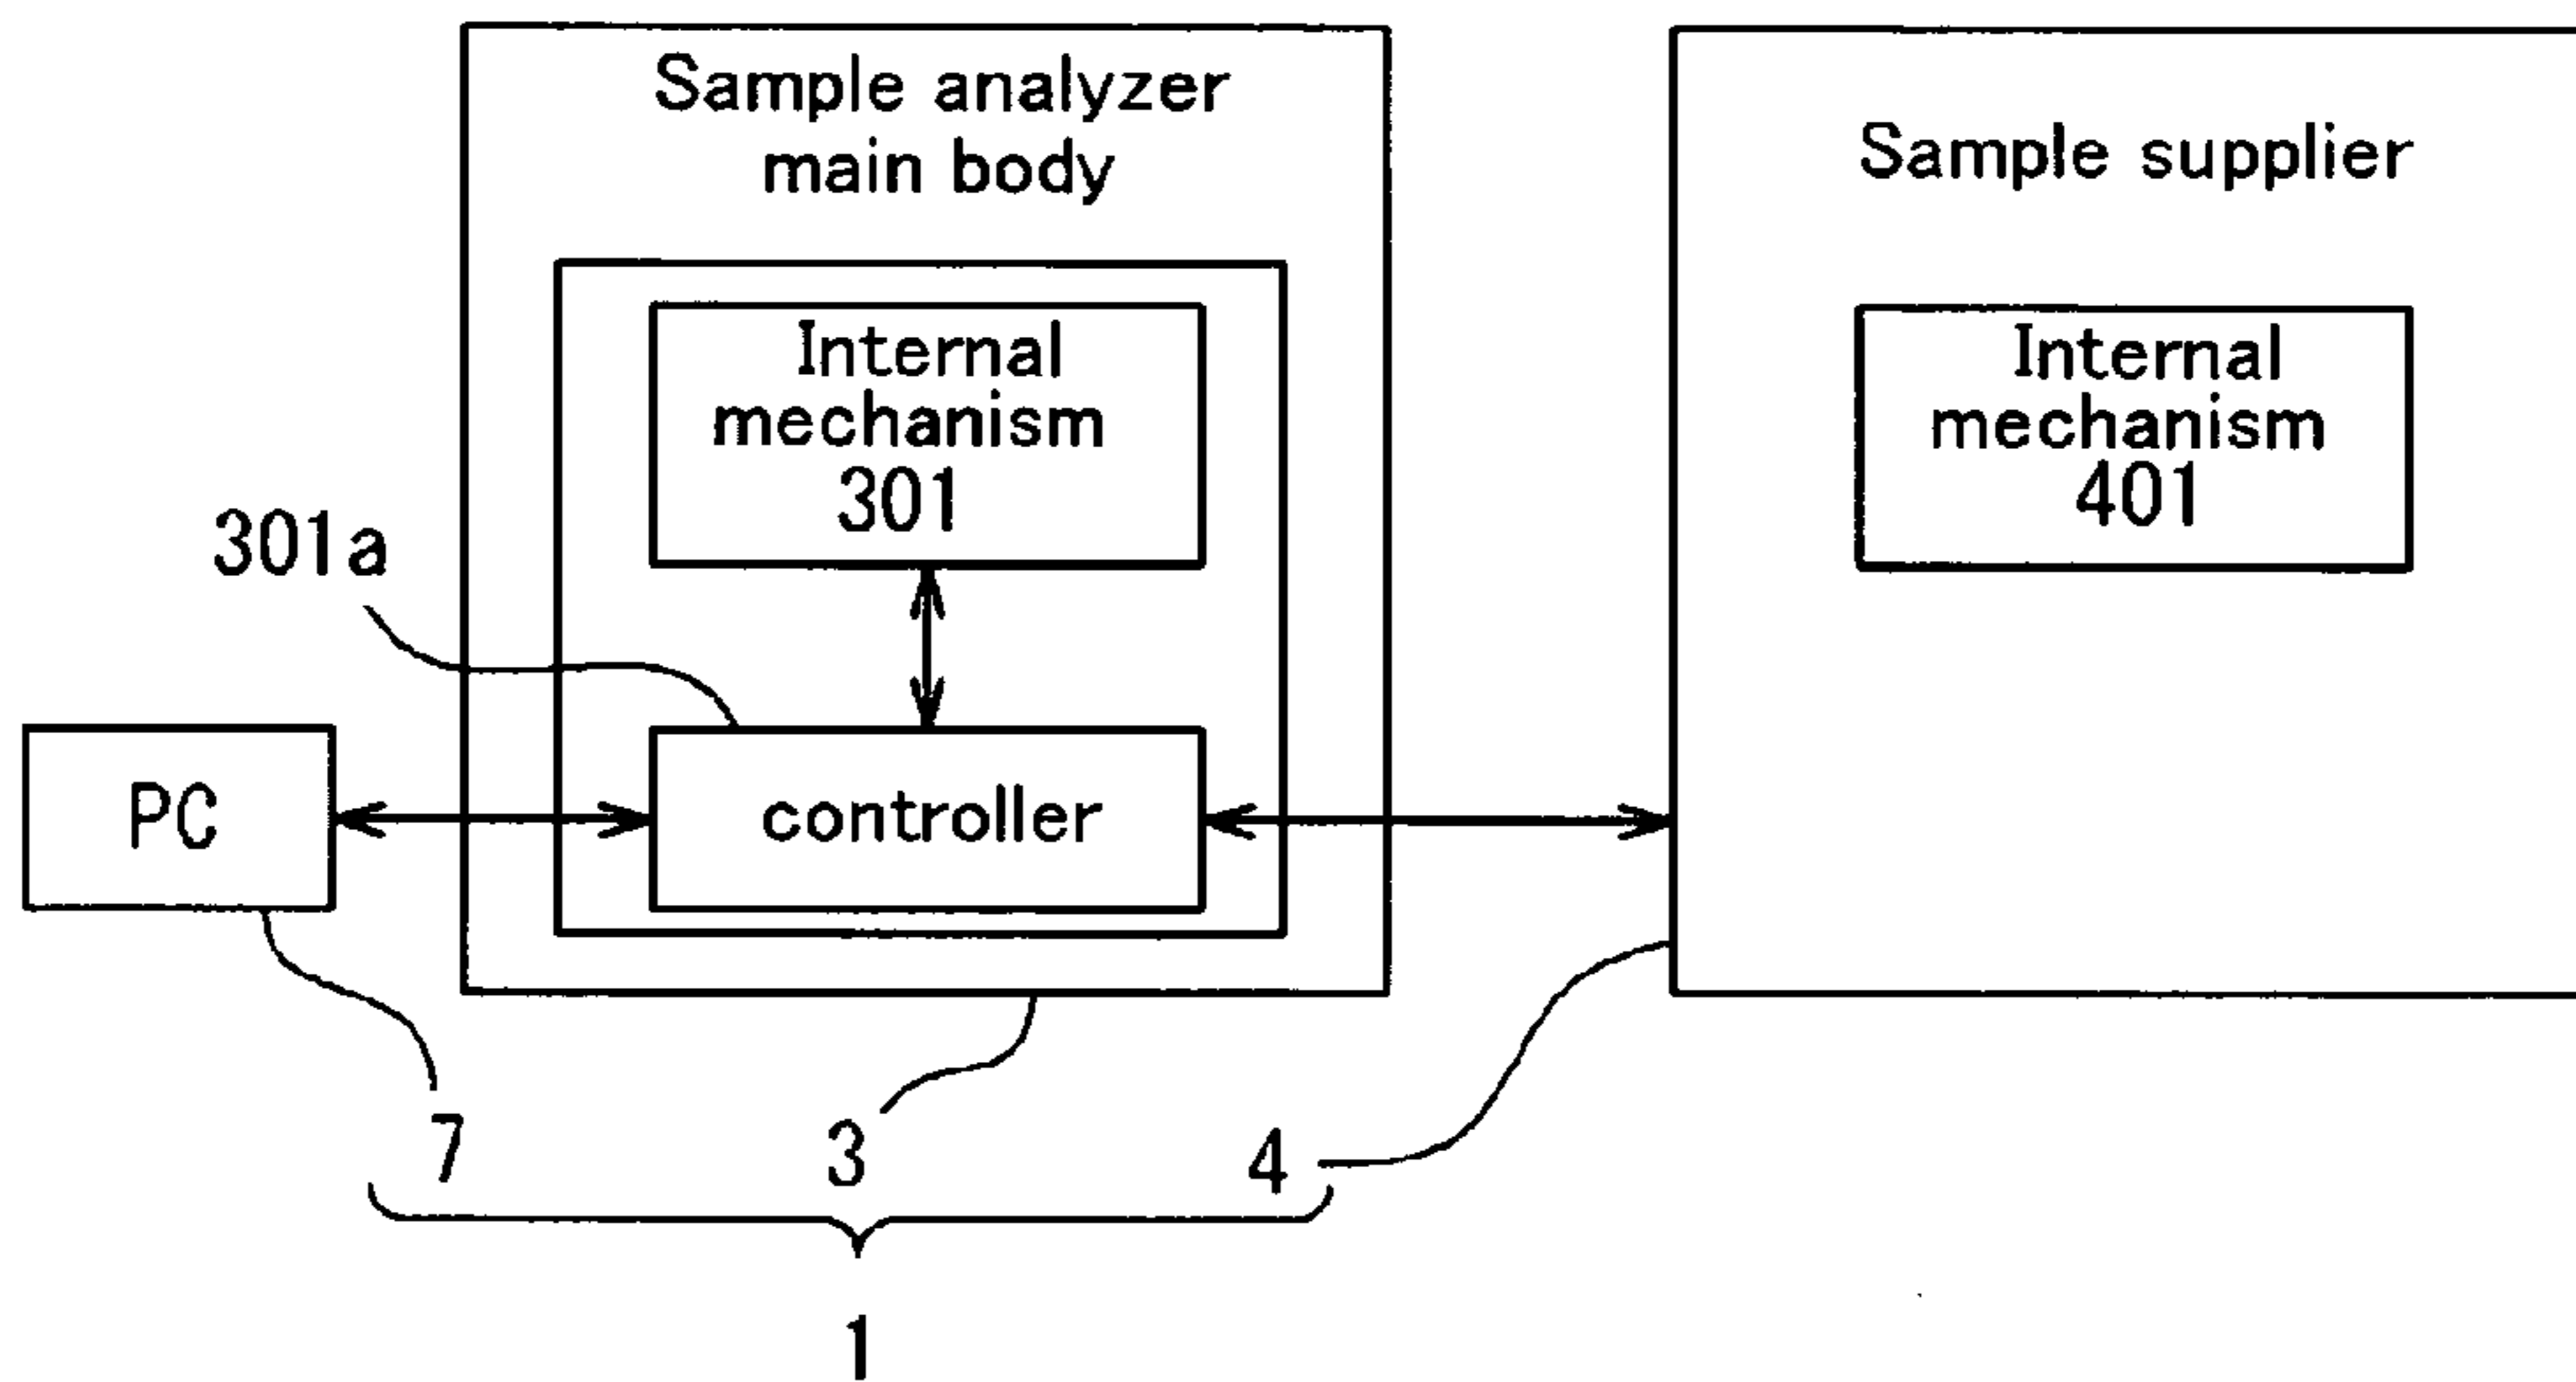 Sample analyzer
main body
Sample supplier
Internal
mechanism
301
Internal
mechanism
401
301a
PC
controller
7
3
4
1